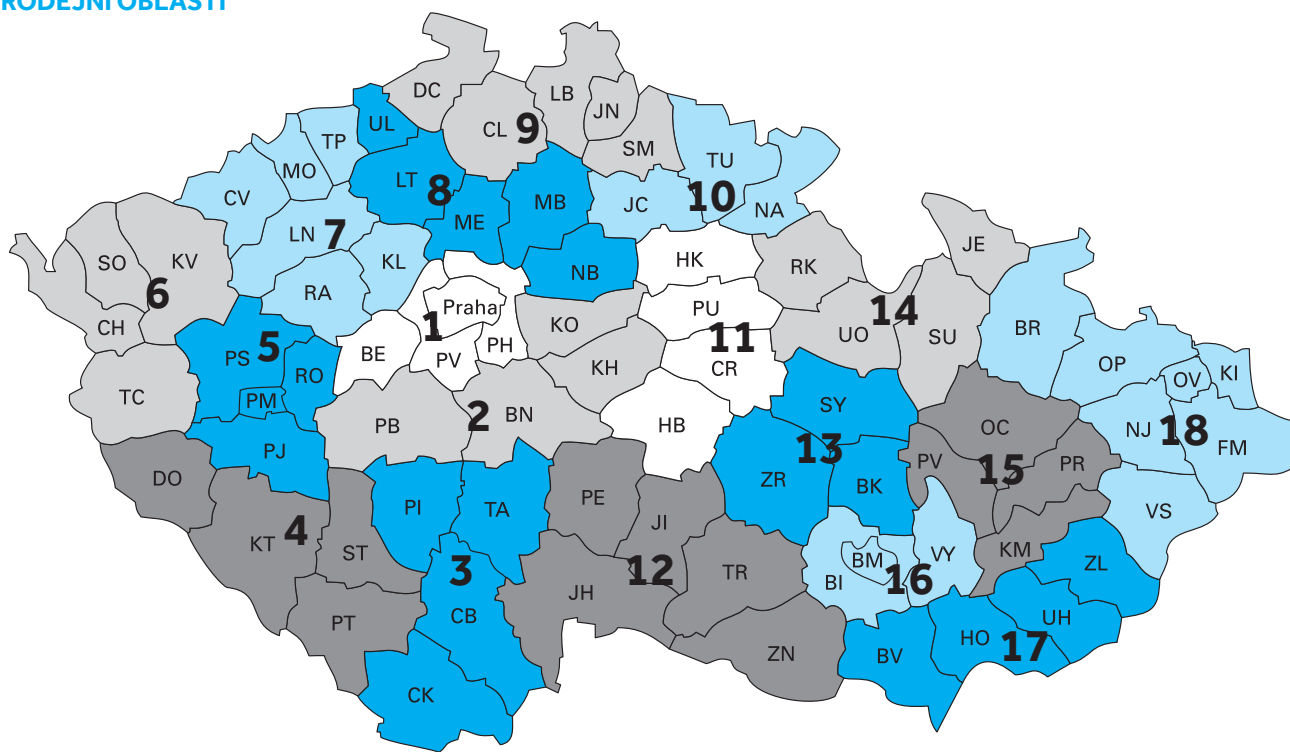 RODEJNÍ OBLASTI
DC
LB
JN
UL
CL
9
TP
SM
MO
TU
LT
8
CV
MB
JC
10
NA
ME
LN
7
JE
HK
SO
KV
KL
RK
NB
6
RA
Praha
PU
14
CH
1
KO
UO
SU
BR
5
PS
BE
PV
PH
11
OP
RO
KH
CR
OV
KI
TC
PM
SY
2
BN
PB
HB
OC
NJ
18
FM
PJ
13
PV
15
PR
DO
ZR
BK
PI
TA
PE
VS
JI
4
KT
ST
KM
VY
BM
ZL
3
12
TR
BI
16
JH
PT
CB
UH
HO
17
ZN
BV
CK